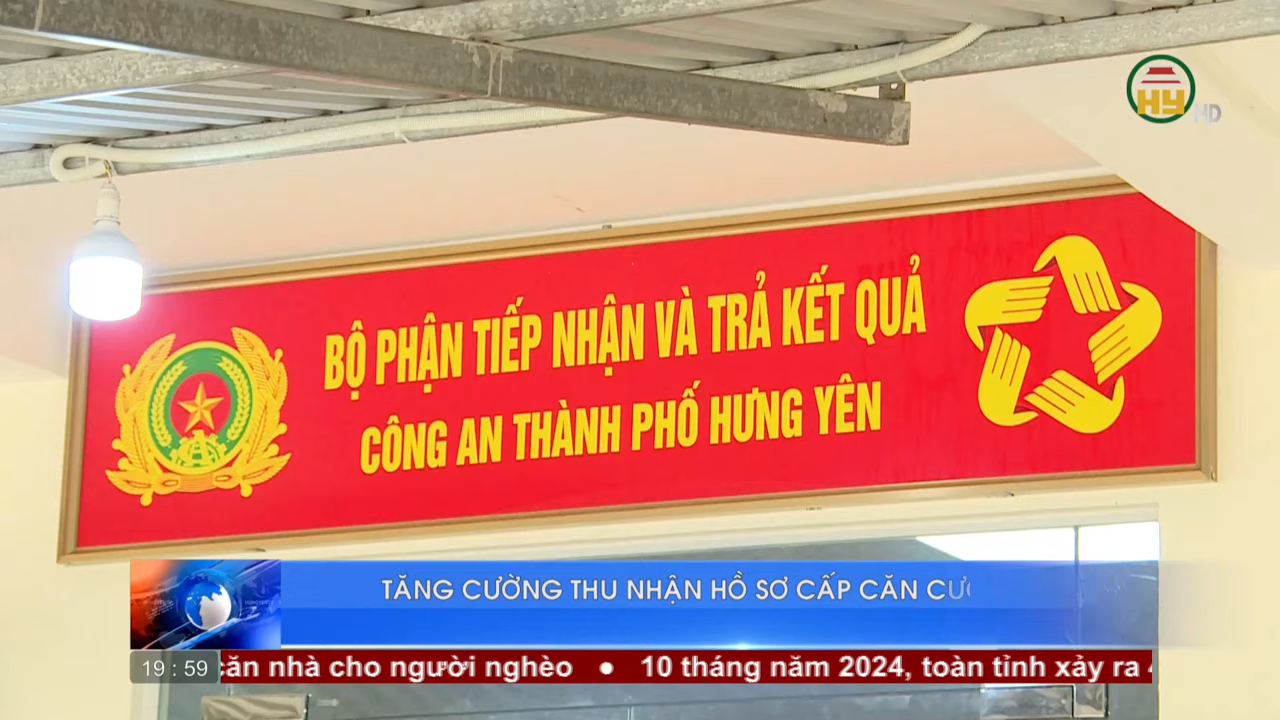 HY HD
BỘ PHẬN TIẾP NHẬN VÀ TRẢ KẾT QUẢ
CÔNG AN THÀNH PHỐ HƯNG YÊN
TĂNG CƯỜNG THU NHẬN HỒ SƠ CẤP CĂN
19 : 59 căn nhà cho người nghèo ● 10 tháng năm 2024, toàn tỉnh xảy ra